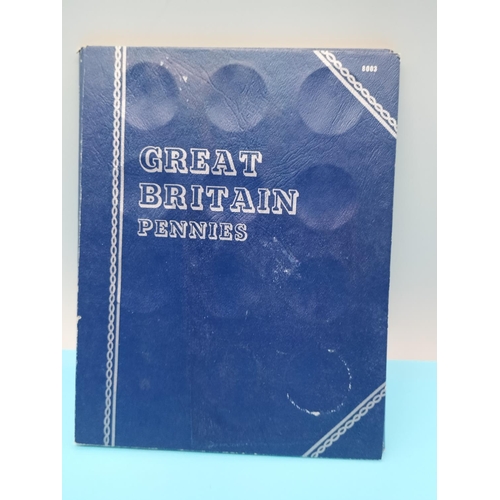 6003
GREAT
BRITAIN
PENNIES